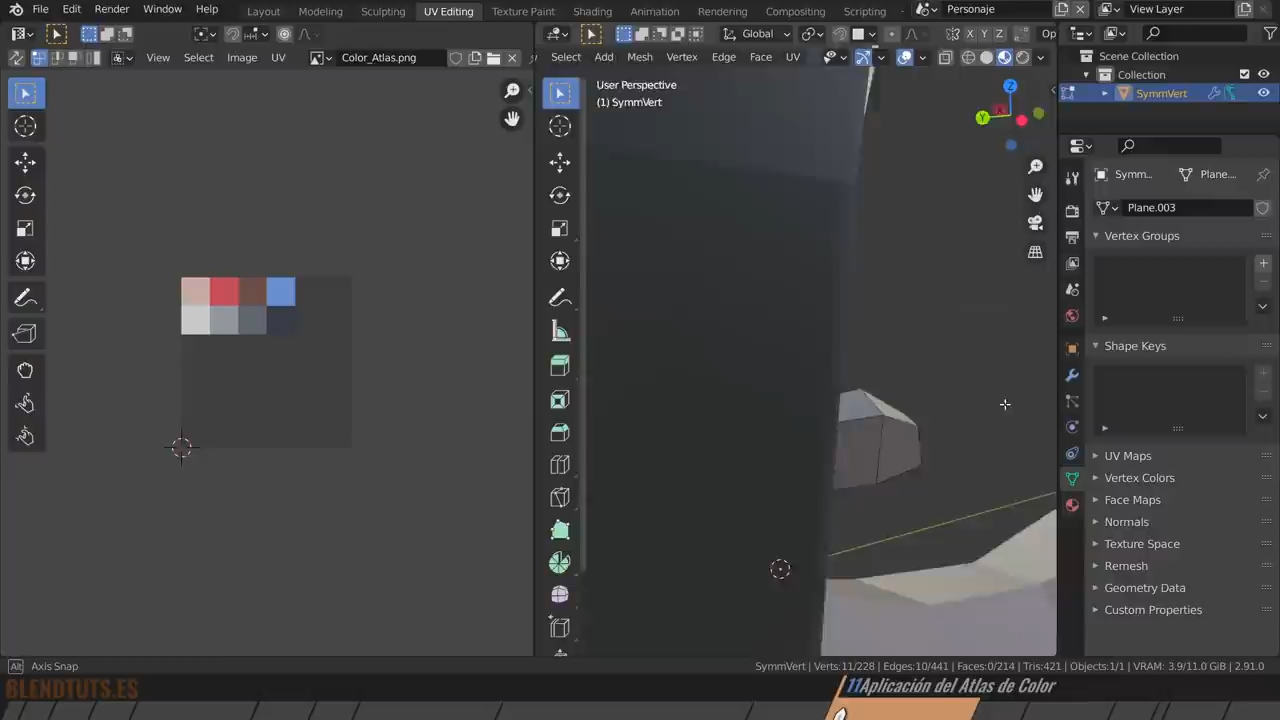 File Edit Render Window Help Layout Modeling Sculpting UV Editing Texture Paint Shading Animation Rendering Compositing Scripting Personaje View Layer
View Select Image UV Color_Atlas.png
Global X Y Z Op
Select Add Mesh Vertex Edge Face UV
User Perspective
(1) SymmVert
Z
Y
Scene Collection
Collection
SymmVert
Symm... Plane....
Plane.003
Vertex Groups
Shape Keys
UV Maps
Vertex Colors
Face Maps
Normals
Texture Space
Remesh
Geometry Data
Custom Properties
Alt Axis Snap SymmVert | Verts:11/228 | Edges:10/441 | Faces:0/214 | Tris:421 | Objects:1/1 | VRAM: 3.9/11.0 GiB | 2.91.0
BLENDTUTS.ES
11Aplicación del Atlas de Color